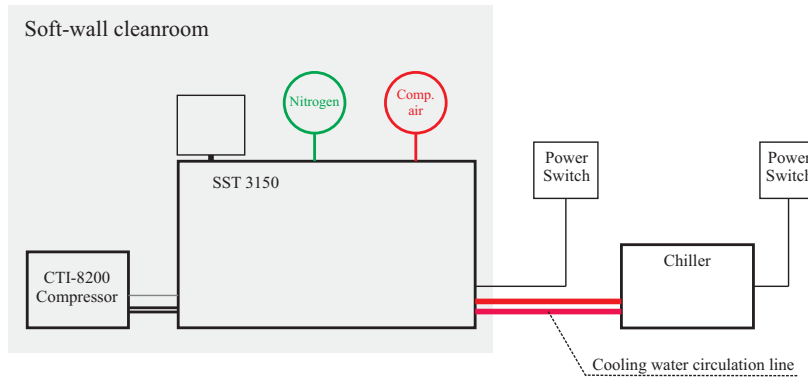 Soft-wall cleanroom
Nitrogen
Comp.
air
Power
Switch
Power
Switch
SST 3150
CTI-8200
Compressor
Chiller
Cooling water circulation line